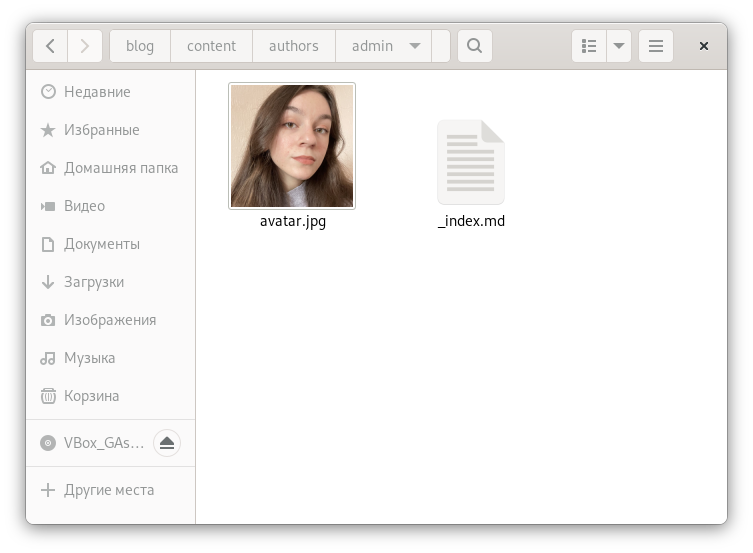 blog content authors admin
Недавние
Избранные
Домашняя папка
Видео
Документы
Загрузки
Изображения
Музыка
Корзина
VBox_GAs...
Другие места
avatar.jpg
_index.md